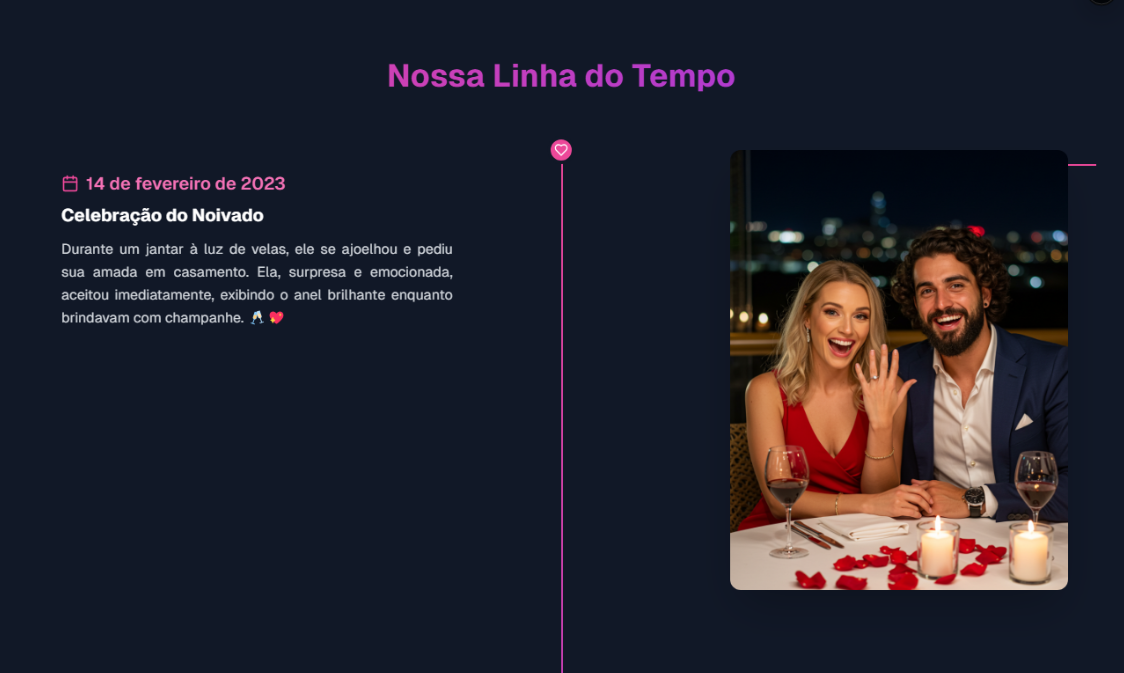 Nossa Linha do Tempo
14 de fevereiro de 2023
Celebração do Noivado
Durante um jantar à luz de velas, ele se ajoelhou e pediu
sua amada em casamento. Ela, surpresa e emocionada,
aceitou imediatamente, exibindo o anel brilhante enquanto
brindavam com champanhe. 🥂 💖